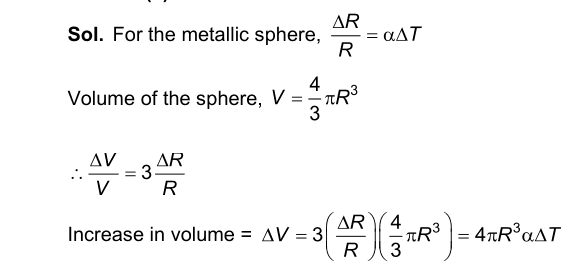 Sol. For the metallic sphere, ΔR/R = αΔT
Volume of the sphere, V = 4/3 πR³
∴ ΔV/V = 3 ΔR/R
Increase in volume = ΔV = 3(ΔR/R)(4/3 πR³) = 4πR³αΔT